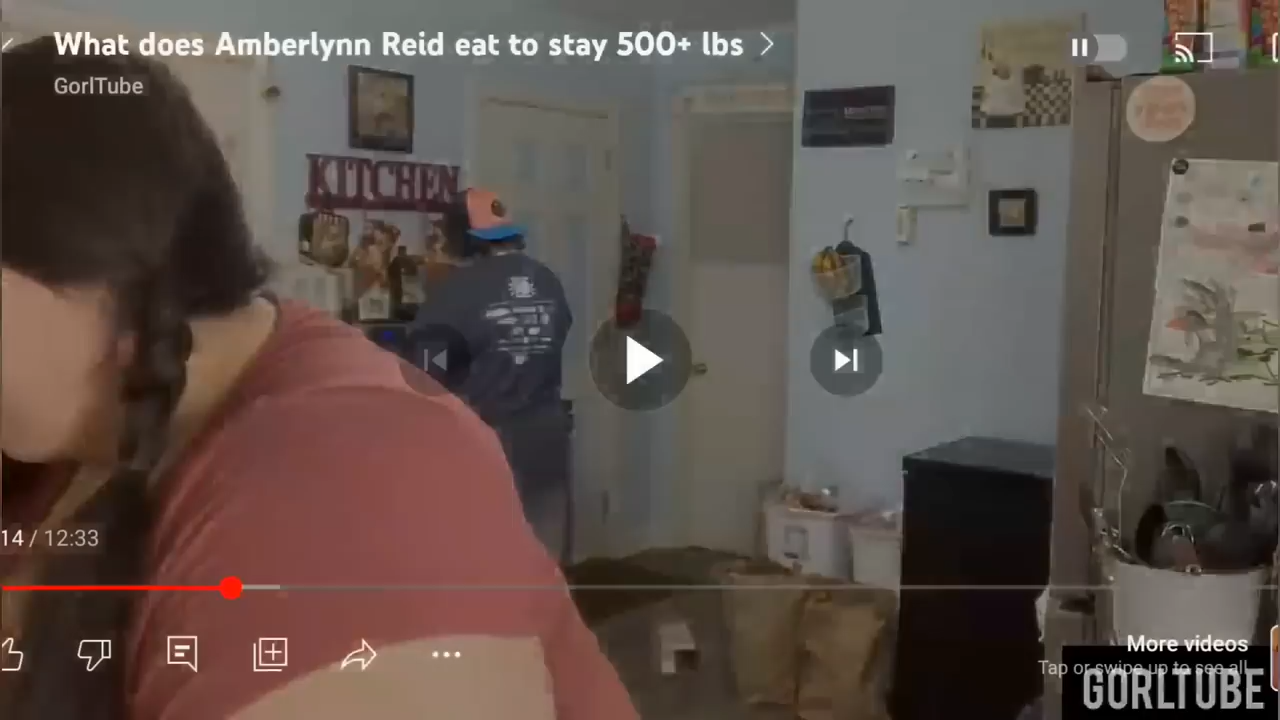 What does Amberlynn Reid eat to stay 500+ lbs
GorlTube
KITCHEN
14 / 12:33
More videos
Tap or swipe up to see all
GORLTUBE